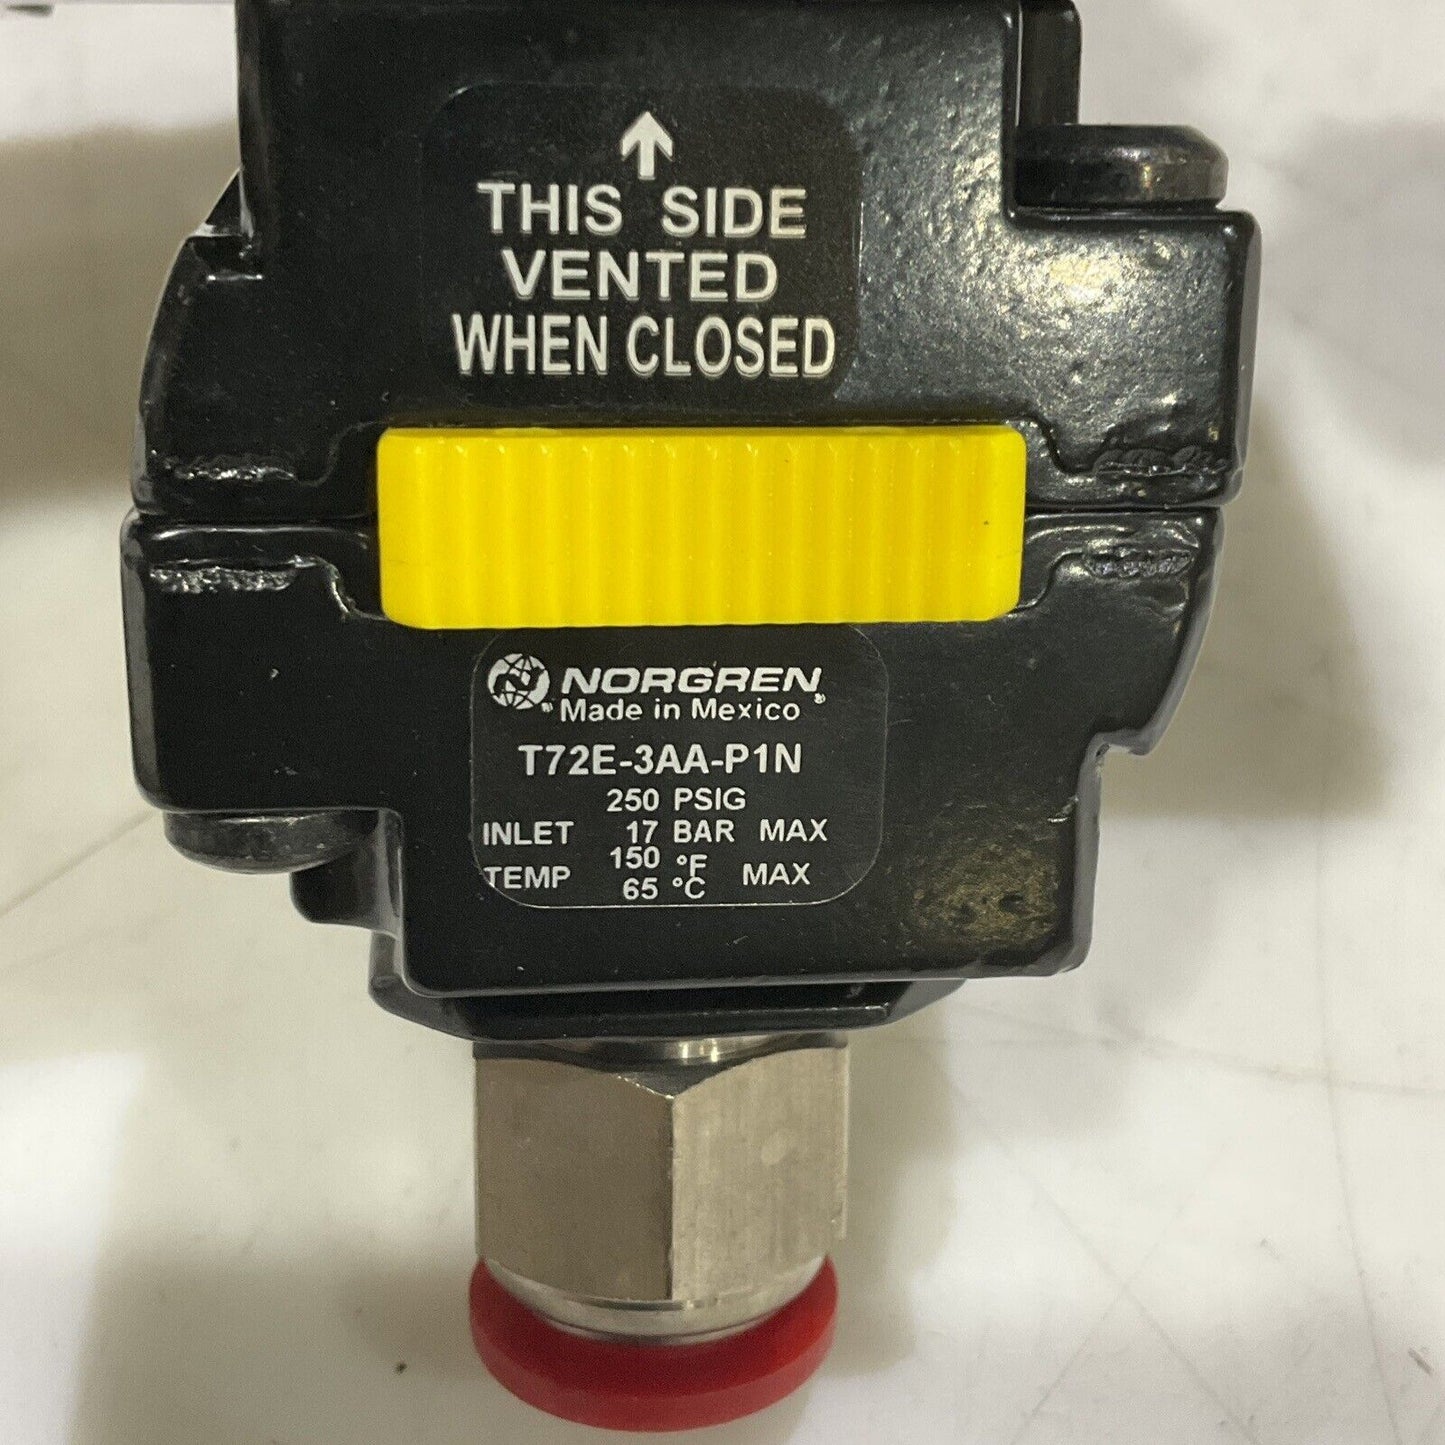 THIS SIDE
VENTED
WHEN CLOSED
NORGREN
Made in Mexico
T72E-3AA-P1N
250 PSIG
INLET 17 BAR MAX
150 °F
TEMP MAX
65 °C